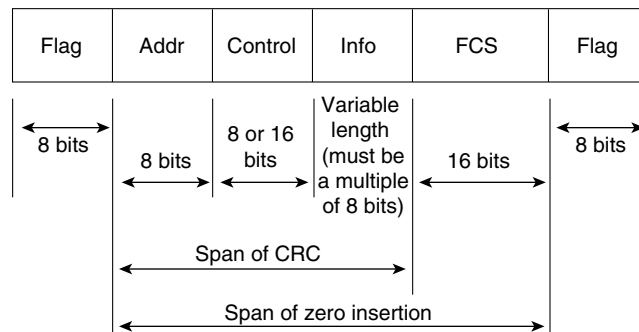 Flag Addr Control Info FCS Flag
8 bits
8 bits
8 or 16
bits
Variable
length
(must be
a multiple
of 8 bits)
16 bits
8 bits
Span of CRC
Span of zero insertion